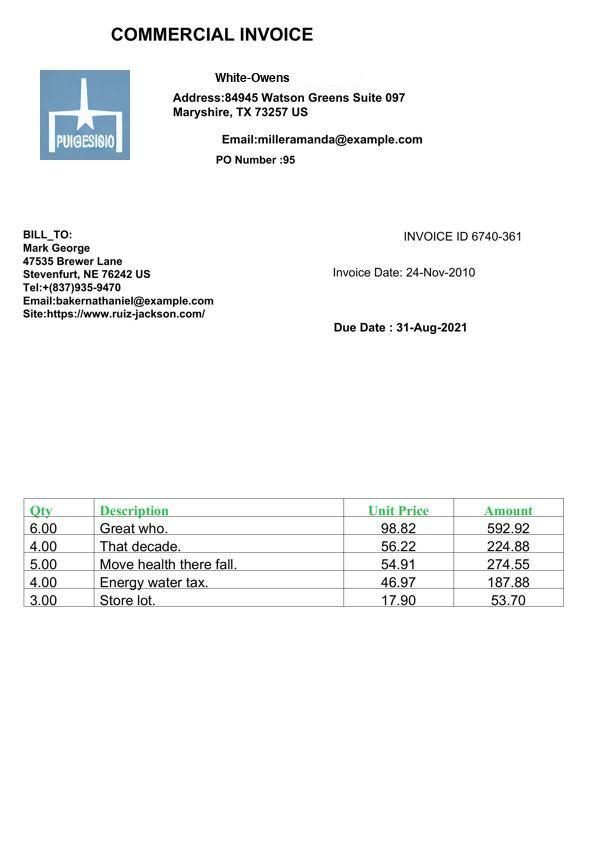 COMMERCIAL INVOICE
White-Owens
Address:84945 Watson Greens Suite 097
Maryshire, TX 73257 US
PUIGESISIO
Email:milleramanda@example.com
PO Number :95
BILL_TO:
Mark George
47535 Brewer Lane
Stevenfurt, NE 76242 US
Tel:+(837)935-9470
Email:bakernathaniel@example.com
Site:https://www.ruiz-jackson.com/
INVOICE ID 6740-361
Invoice Date: 24-Nov-2010
Due Date : 31-Aug-2021
Qty Description Unit Price Amount
6.00 Great who. 98.82 592.92
4.00 That decade. 56.22 224.88
5.00 Move health there fall. 54.91 274.55
4.00 Energy water tax. 46.97 187.88
3.00 Store lot. 17.90 53.70